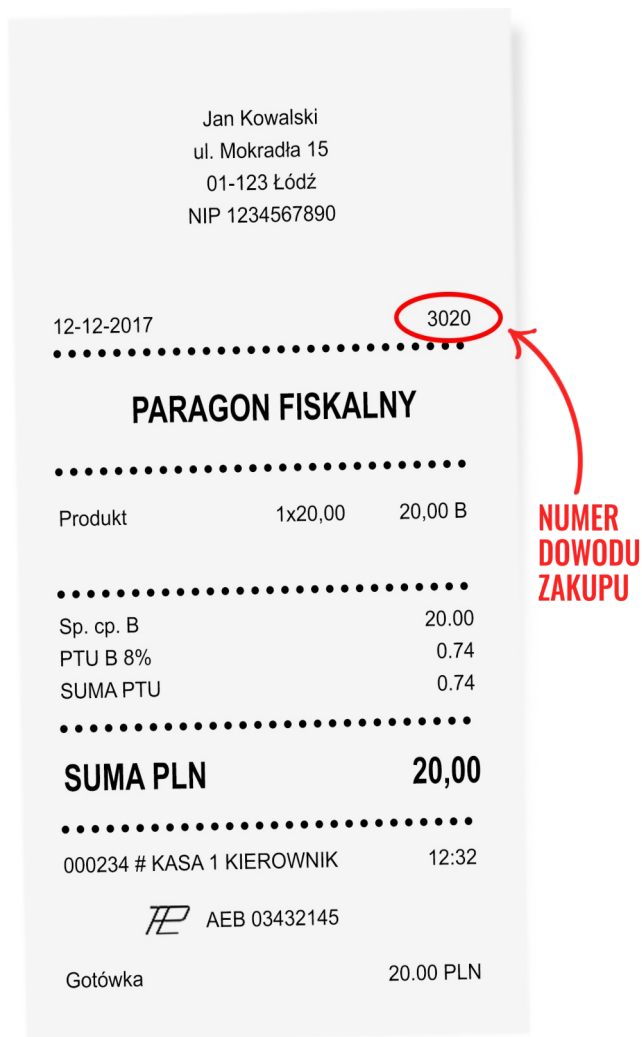 Jan Kowalski
ul. Mokradła 15
01-123 Łódź
NIP 1234567890
12-12-2017 3020
PARAGON FISKALNY
Produkt 1x20,00 20,00 B
NUMER
DOWODU
ZAKUPU
Sp. cp. B 20.00
PTU B 8% 0.74
SUMA PTU 0.74
SUMA PLN 20,00
000234 # KASA 1 KIEROWNIK 12:32
AEB 03432145
Gotówka 20.00 PLN